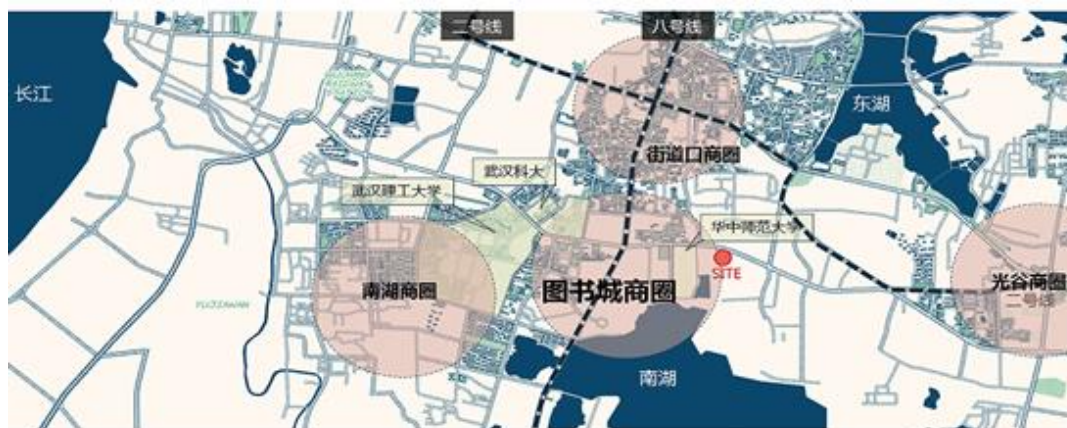 二号线
八号线
长江
东湖
街道口商圈
武汉科大
武汉理工大学
华中师范大学
SITE
南湖商圈
图书城商圈
光谷商圈
二号线
南湖